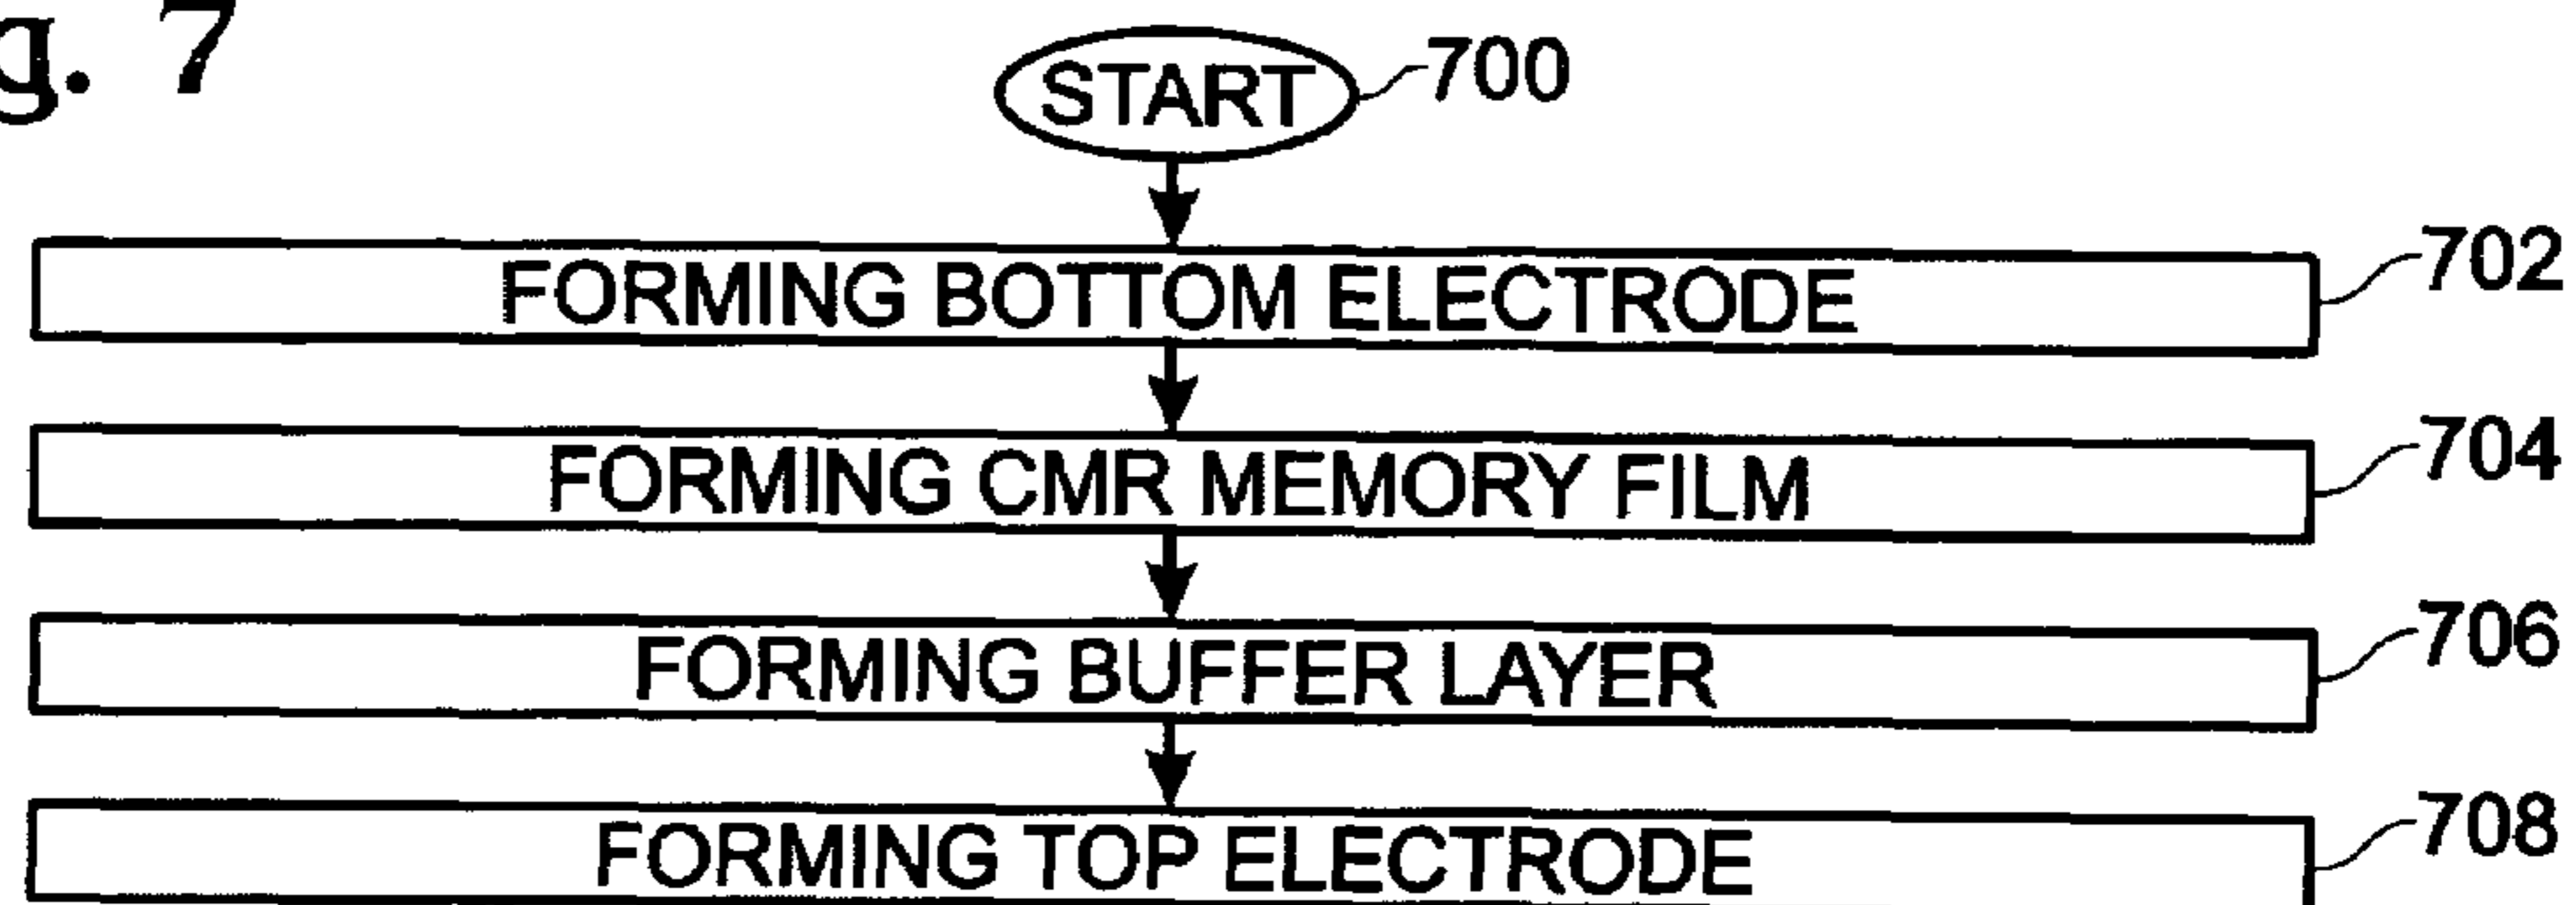 g. 7
START 700
FORMING BOTTOM ELECTRODE 702
FORMING CMR MEMORY FILM 704
FORMING BUFFER LAYER 706
FORMING TOP ELECTRODE 708